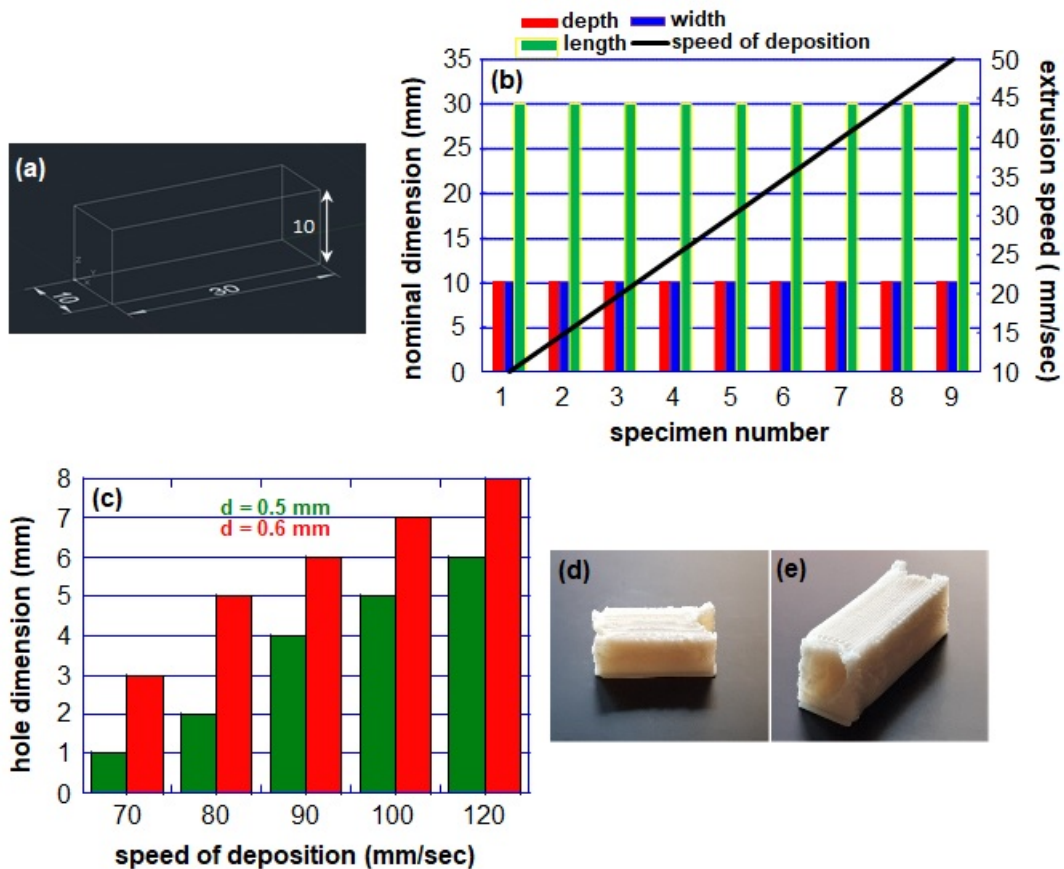 depth width
length speed of deposition
(b)
nominal dimension (mm)
35
30
25
20
15
10
5
0
50
45
40
35
30
25
20
15
10
extrusion speed ( mm/sec)
1 2 3 4 5 6 7 8 9
specimen number
(a)
10
30
10
(c)
d = 0.5 mm
d = 0.6 mm
hole dimension (mm)
8
7
6
5
4
3
2
1
0
70 80 90 100 120
speed of deposition (mm/sec)
(d)
(e)